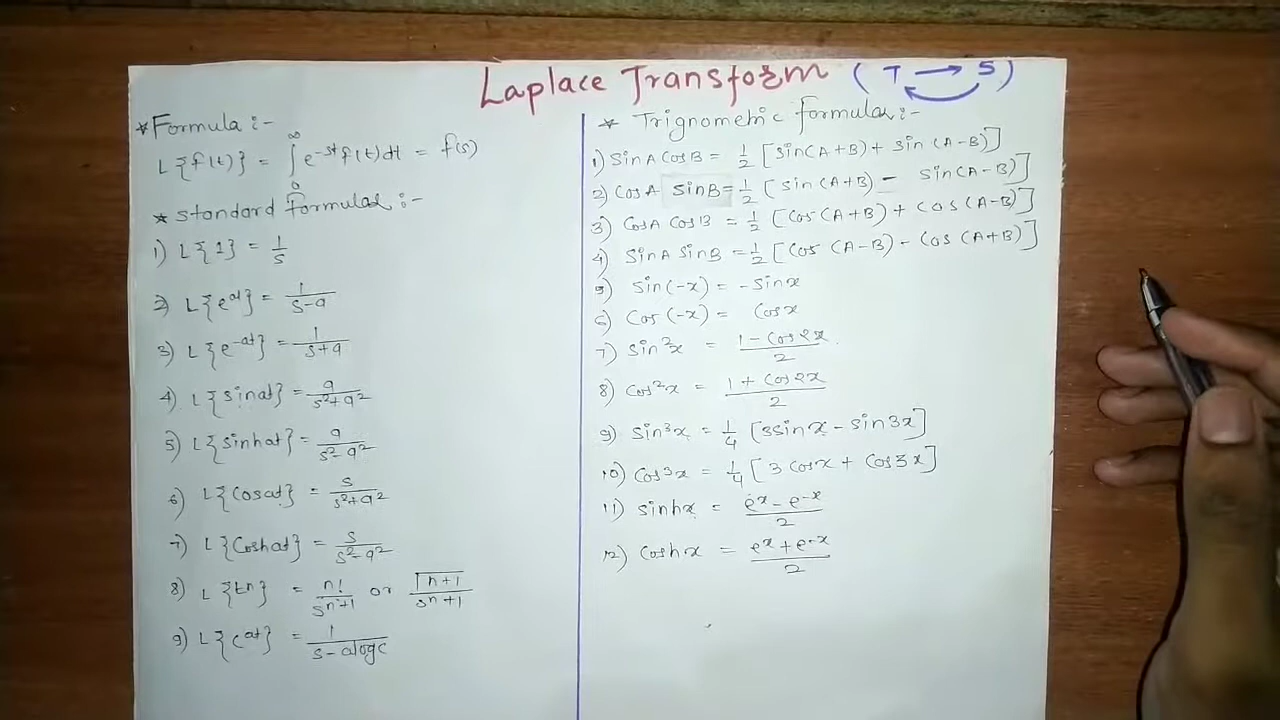 Laplace Transform ( T → S )
* Formula :-
L{f(t)} = ∫₀^∞ e^-st f(t) dt = f(s)
* Standard formulas :-
1) L{1} = 1/s
2) L{e^at} = 1/(s-a)
3) L{e^-at} = 1/(s+a)
4) L{sinat} = a/(s²+a²)
5) L{sinhat} = a/(s²-a²)
6) L{cosat} = s/(s²+a²)
7) L{coshat} = s/(s²-a²)
8) L{t^n} = n!/s^n+1 or Γn+1/s^n+1
9) L{c^at} = 1/(s-alogc)
* Trignometric formulas :-
1) SinA CosB = 1/2 [sin(A+B) + sin(A-B)]
2) CosA SinB = 1/2 [sin(A+B) - sin(A-B)]
3) CosA CosB = 1/2 [cos(A+B) + cos(A-B)]
4) SinA SinB = 1/2 [cos(A-B) - cos(A+B)]
5) Sin(-x) = -sinx
6) Cos(-x) = cosx
7) sin²x = (1-cos2x)/2
8) cos²x = (1+cos2x)/2
9) sin³x = 1/4 [3sinx - sin3x]
10) cos³x = 1/4 [3cosx + cos3x]
11) sinhx = (e^x - e^-x)/2
12) coshx = (e^x + e^-x)/2